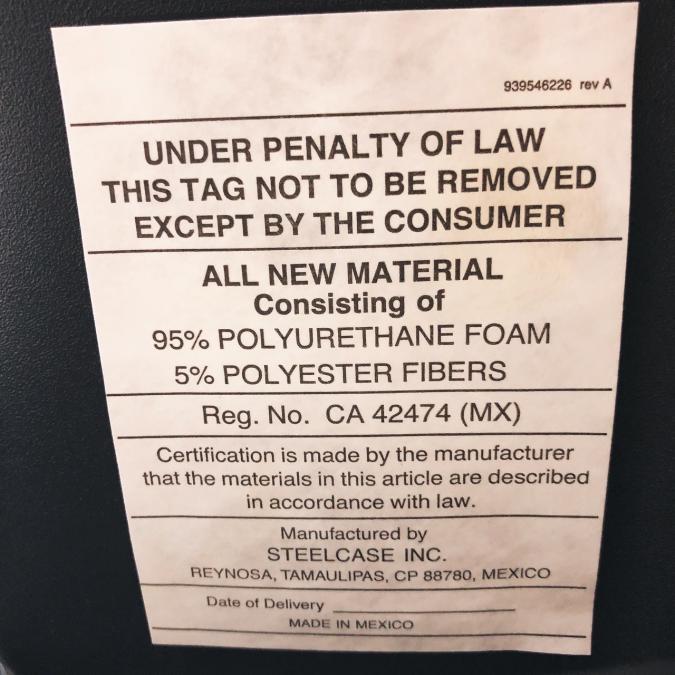 939546226 rev A
UNDER PENALTY OF LAW
THIS TAG NOT TO BE REMOVED
EXCEPT BY THE CONSUMER
ALL NEW MATERIAL
Consisting of
95% POLYURETHANE FOAM
5% POLYESTER FIBERS
Reg. No. CA 42474 (MX)
Certification is made by the manufacturer
that the materials in this article are described
in accordance with law.
Manufactured by
STEELCASE INC.
REYNOSA, TAMAULIPAS, CP 88780, MEXICO
Date of Delivery
MADE IN MEXICO